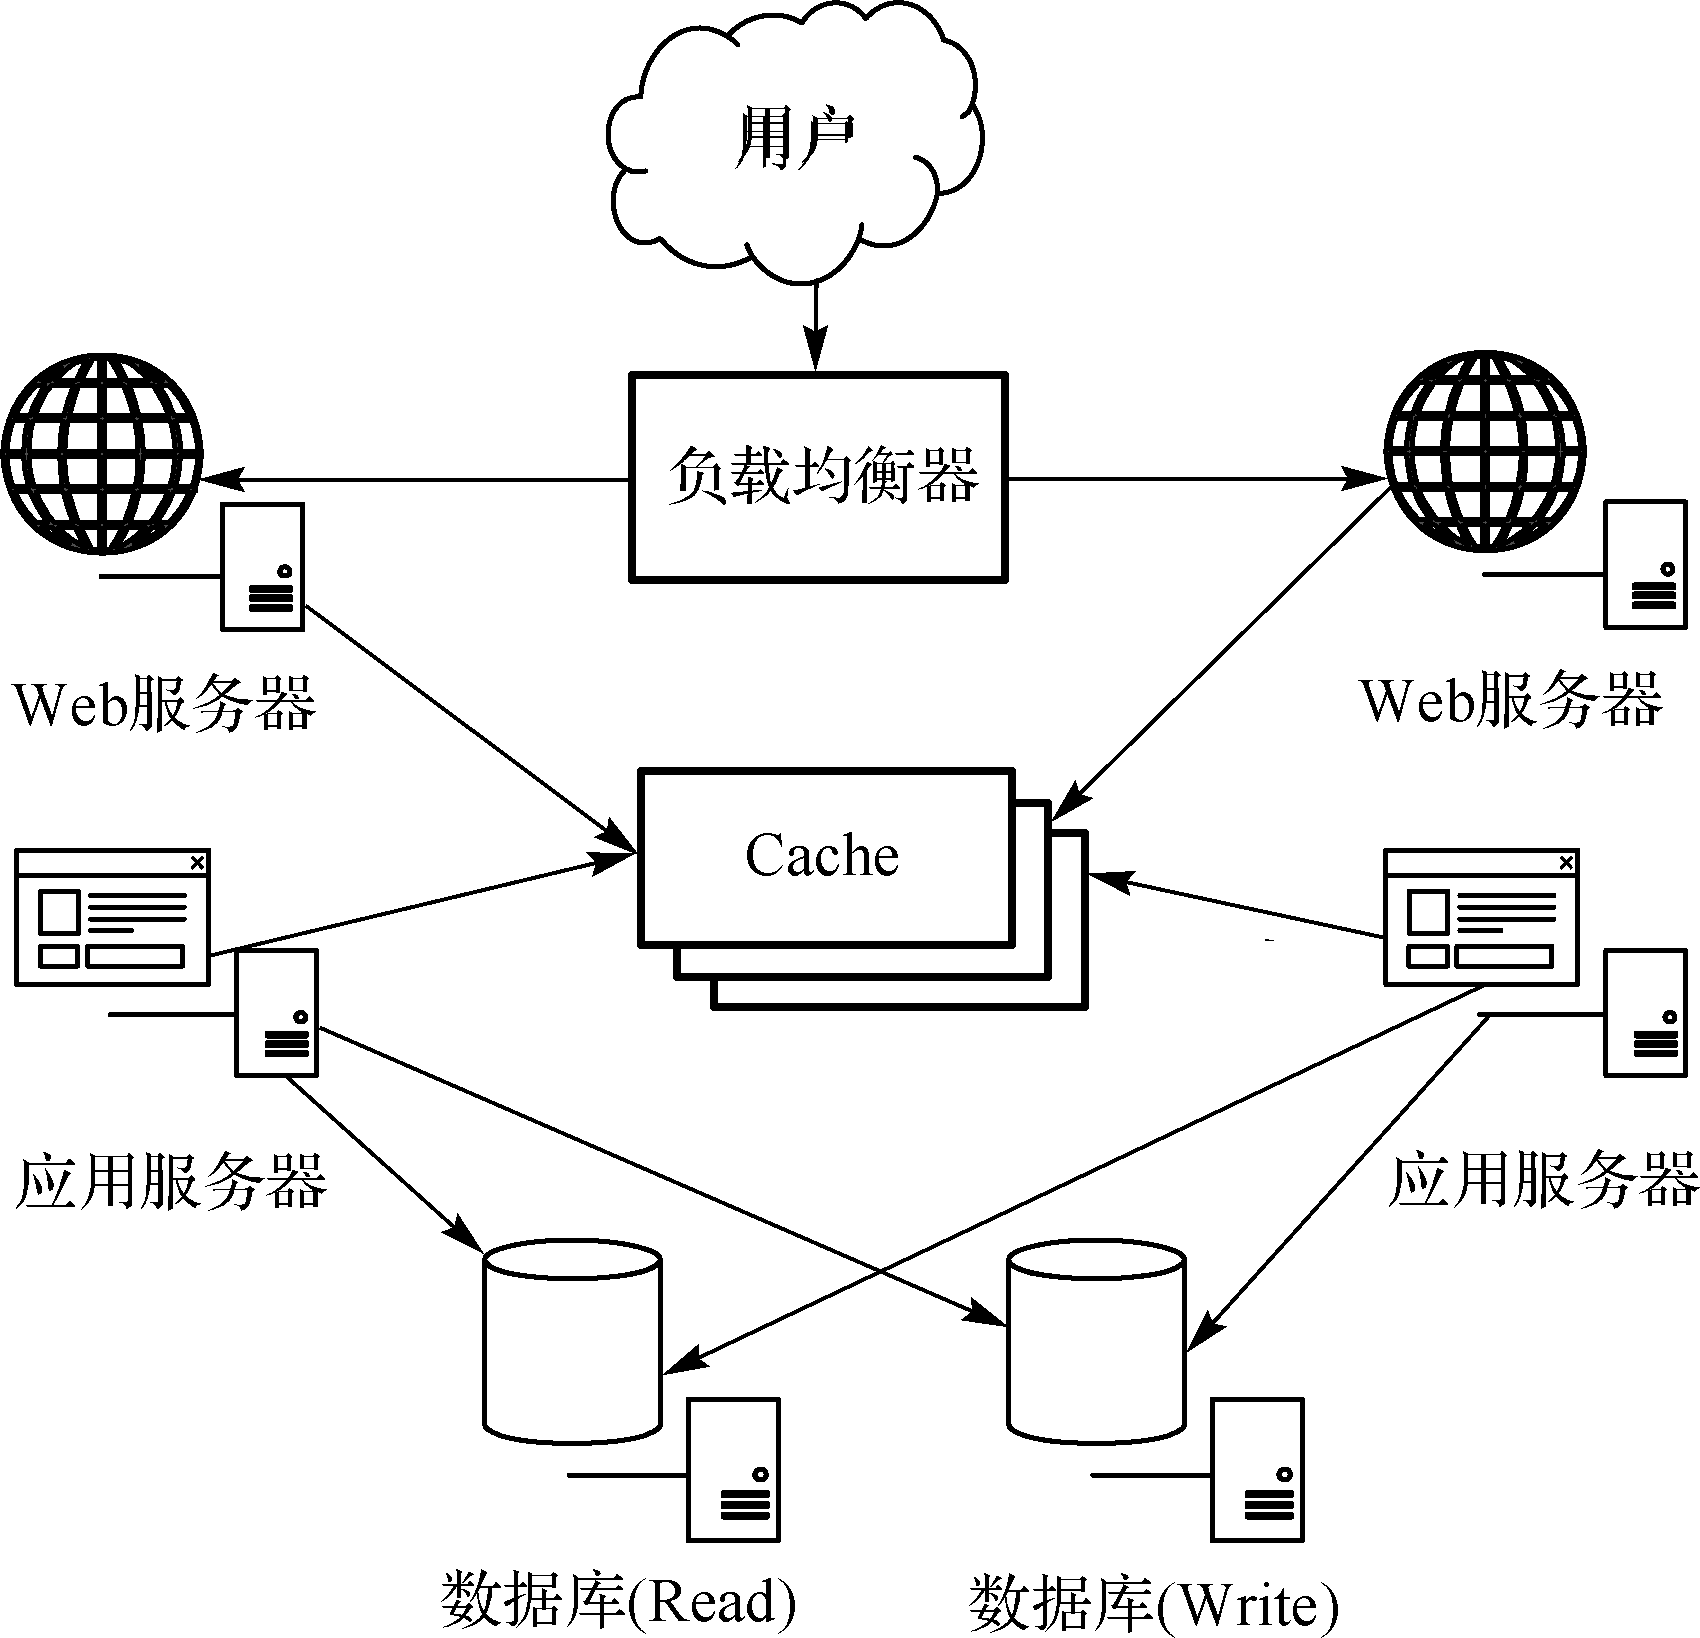 用户
负载均衡器
Web服务器
Web服务器
Cache
应用服务器
应用服务器
数据库(Read)
数据库(Write)